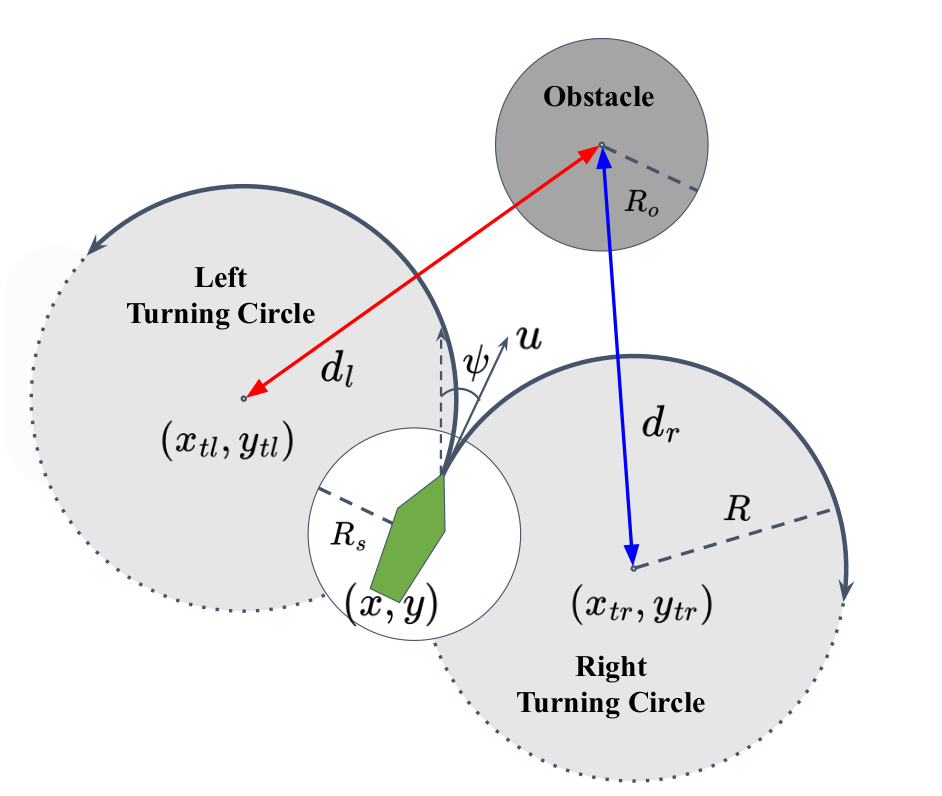 Obstacle
R_o
Left
Turning Circle
u
ψ
d_l
d_r
(x_{tl}, y_{tl})
R
R_s
(x, y)
(x_{tr}, y_{tr})
Right
Turning Circle